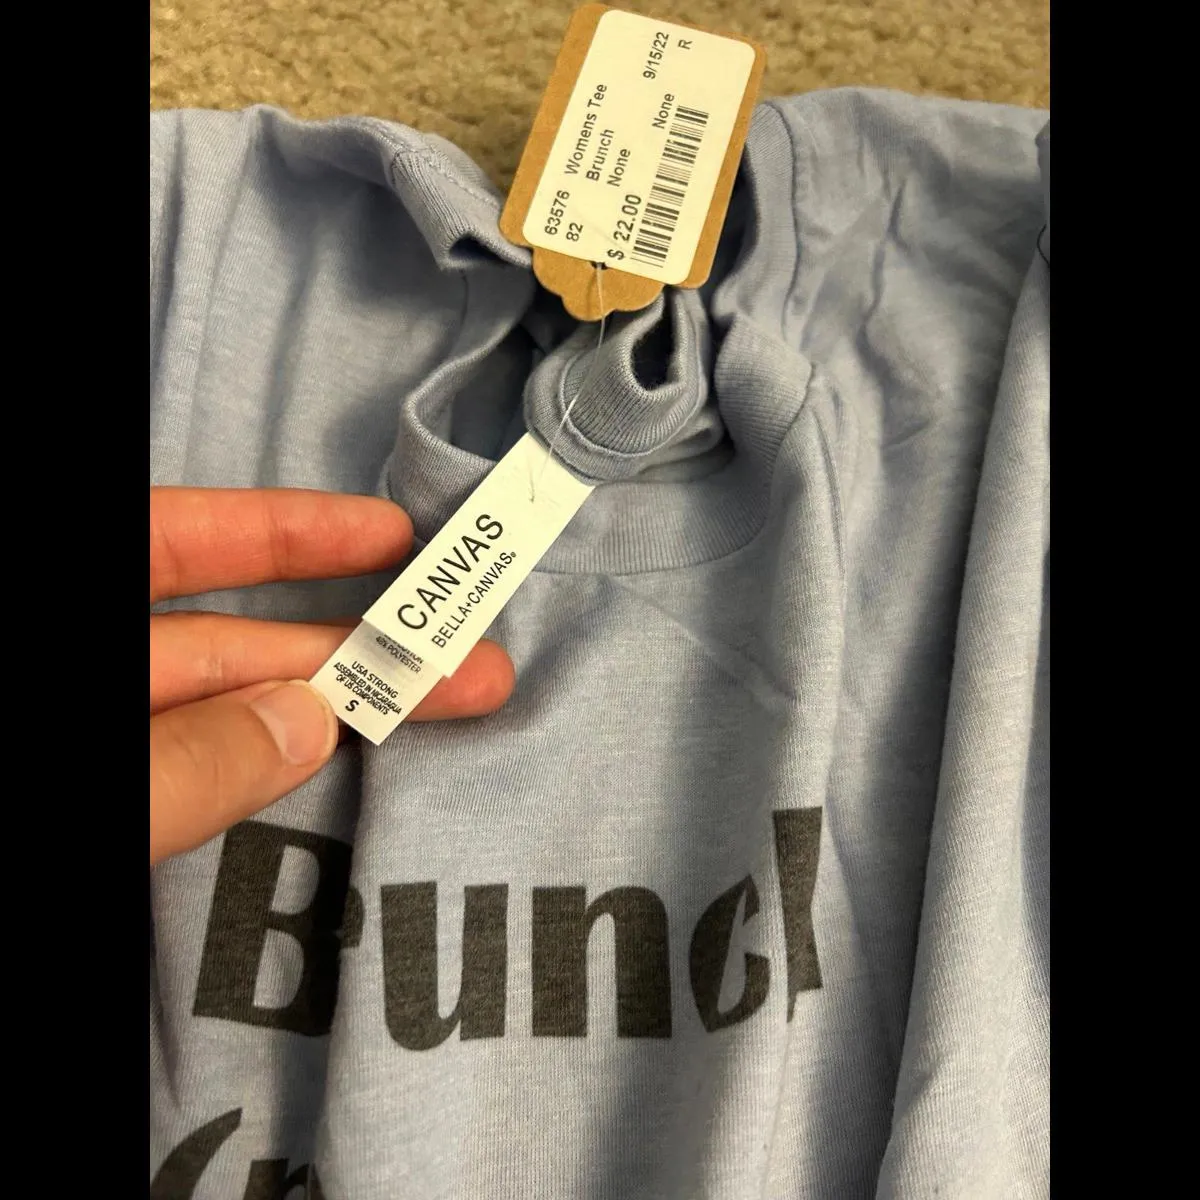 63576 Womens Tee 9/15/22
82 Brunch R
None
$ 22.00 None
CANVAS
BELLA+CANVAS®
40% POLYESTER
USA STRONG
ASSEMBLED IN NICARAGUA
OF US COMPONENTS
S
Brunch